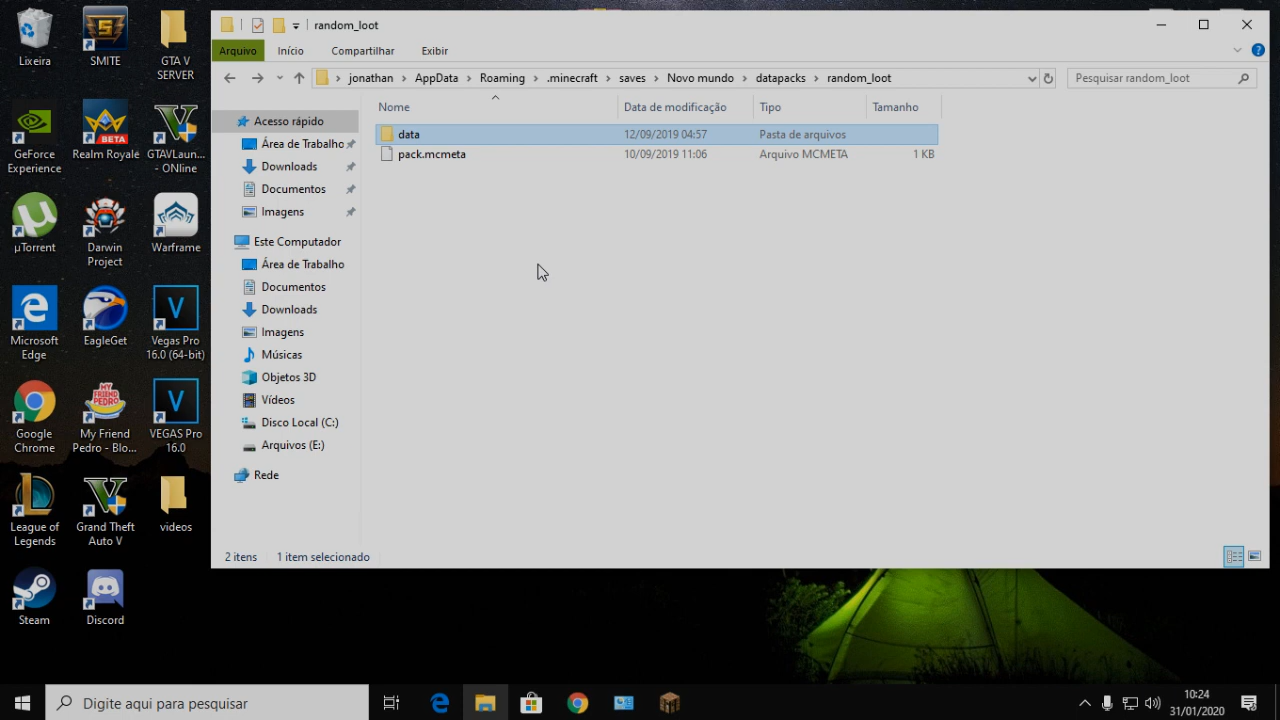 Lixeira
SMITE
GTA V
SERVER
GeForce
Experience
BETA
Realm Royale
GTAVLaun...
- ONline
µTorrent
Darwin
Project
Warframe
Microsoft
Edge
EagleGet
Vegas Pro
16.0 (64-bit)
Google
Chrome
MY
FRIEND
PEDRO
My Friend
Pedro - Blo...
VEGAS Pro
16.0
League of
Legends
Grand Theft
Auto V
videos
Steam
Discord
random_loot
Arquivo
Início
Compartilhar
Exibir
jonathan > AppData > Roaming > .minecraft > saves > Novo mundo > datapacks > random_loot
Pesquisar random_loot
Nome
Data de modificação
Tipo
Tamanho
data 12/09/2019 04:57 Pasta de arquivos
pack.mcmeta 10/09/2019 11:06 Arquivo MCMETA 1 KB
Acesso rápido
Área de Trabalho
Downloads
Documentos
Imagens
Este Computador
Área de Trabalho
Documentos
Downloads
Imagens
Músicas
Objetos 3D
Vídeos
Disco Local (C:)
Arquivos (E:)
Rede
2 itens
1 item selecionado
Digite aqui para pesquisar
10:24
31/01/2020